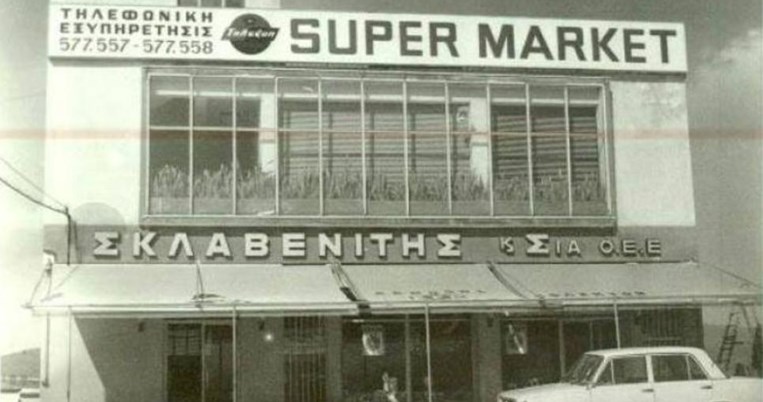 ΤΗΛΕΦΩΝΙΚΗ
ΕΞΥΠΗΡΕΤΗΣΙΣ
577.557-577.558
SUPER MARKET
ΣΚΛΑΒΕΝΙΤΗΣ Κ ΣΙΑ Ο.Ε.Ε